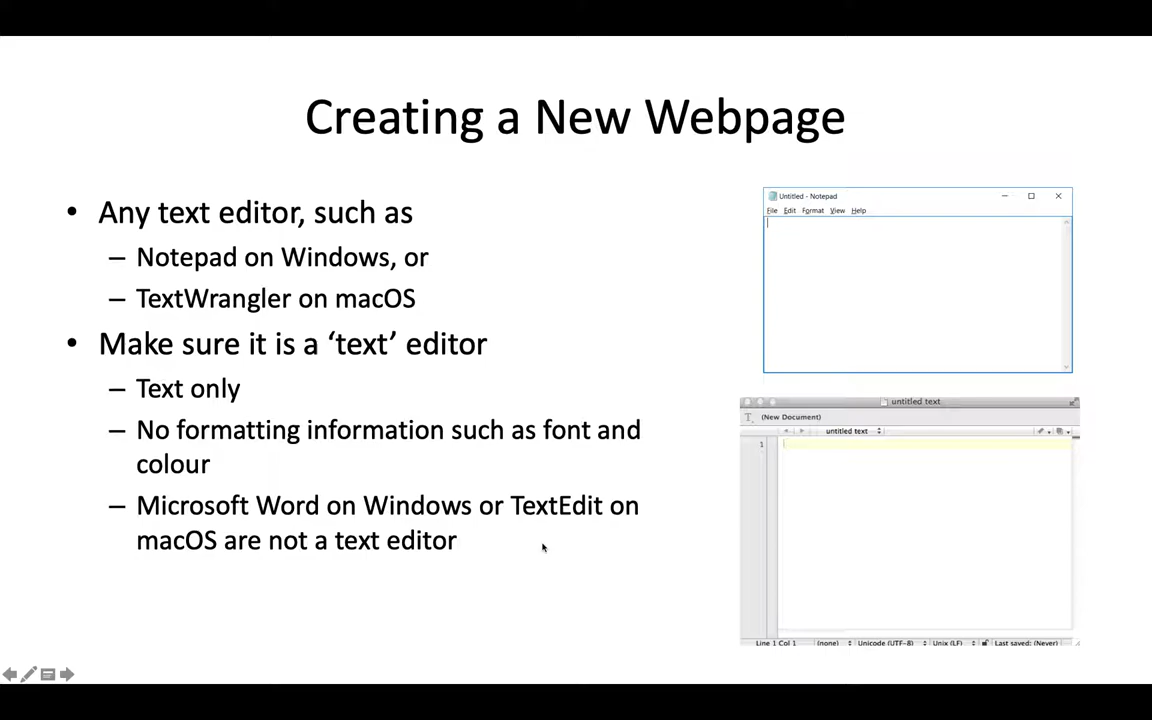 Creating a New Webpage
• Any text editor, such as
– Notepad on Windows, or
– TextWrangler on macOS
• Make sure it is a ‘text’ editor
– Text only
– No formatting information such as font and
colour
– Microsoft Word on Windows or TextEdit on
macOS are not a text editor
Untitled - Notepad
File Edit Format View Help
untitled text
(New Document)
untitled text
1
Line 1 Col 1 (none) Unicode (UTF-8) Unix (LF) Last saved: (Never)